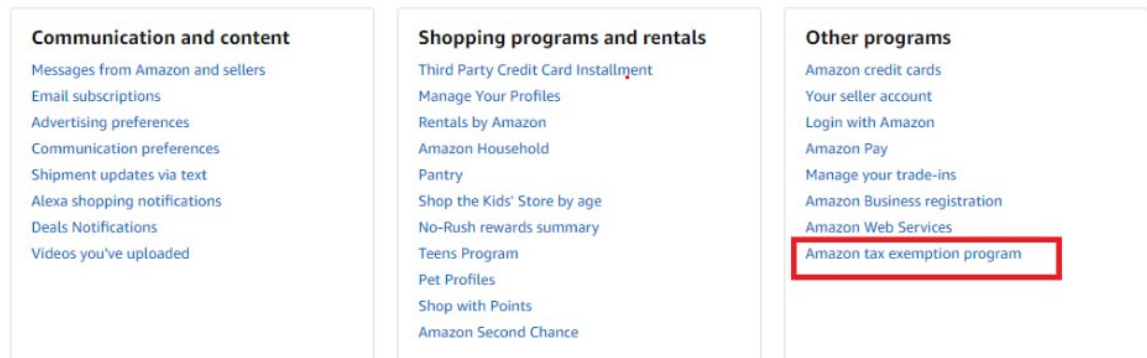 Communication and content
Messages from Amazon and sellers
Email subscriptions
Advertising preferences
Communication preferences
Shipment updates via text
Alexa shopping notifications
Deals Notifications
Videos you've uploaded
Shopping programs and rentals
Third Party Credit Card Installment
Manage Your Profiles
Rentals by Amazon
Amazon Household
Pantry
Shop the Kids' Store by age
No-Rush rewards summary
Teens Program
Pet Profiles
Shop with Points
Amazon Second Chance
Other programs
Amazon credit cards
Your seller account
Login with Amazon
Amazon Pay
Manage your trade-ins
Amazon Business registration
Amazon Web Services
Amazon tax exemption program